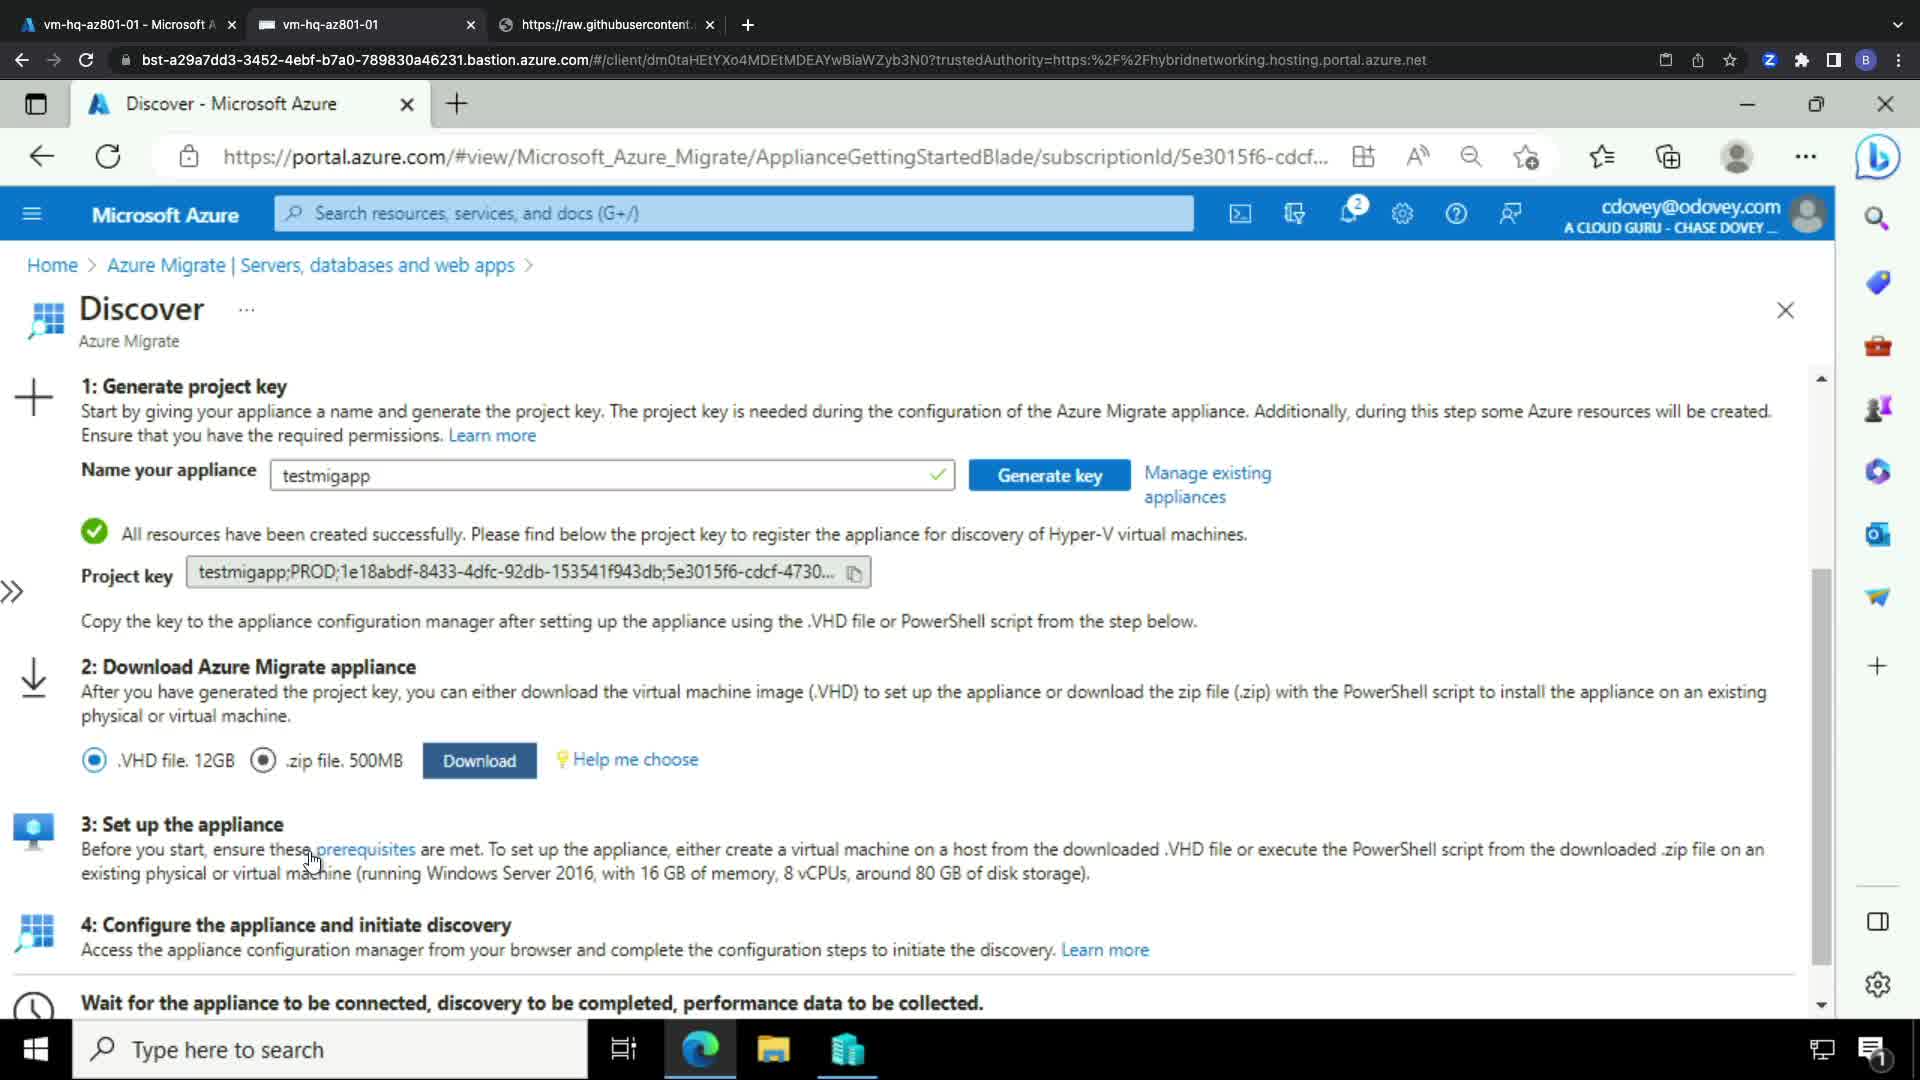 vm-hq-az801-01 - Microsoft A
vm-hq-az801-01
https://raw.githubusercontent.
bst-a29a7dd3-3452-4ebf-b7a0-789830a46231.bastion.azure.com/#/client/dm0taHEtYXo4MDEtMDEAYwBiaWZyb3N0?trustedAuthority=https:%2F%2Fhybridnetworking.hosting.portal.azure.net
Z
B
Discover - Microsoft Azure
https://portal.azure.com/#view/Microsoft_Azure_Migrate/ApplianceGettingStartedBlade/subscriptionId/5e3015f6-cdcf...
Microsoft Azure
Search resources, services, and docs (G+/)
2
cdovey@odovey.com
A CLOUD GURU - CHASE DOVEY ...
Home > Azure Migrate | Servers, databases and web apps >
Discover ...
Azure Migrate
1: Generate project key
Start by giving your appliance a name and generate the project key. The project key is needed during the configuration of the Azure Migrate appliance. Additionally, during this step some Azure resources will be created.
Ensure that you have the required permissions. Learn more
Name your appliance
testmigapp
Generate key
Manage existing
appliances
All resources have been created successfully. Please find below the project key to register the appliance for discovery of Hyper-V virtual machines.
Project key
testmigapp;PROD;1e18abdf-8433-4dfc-92db-153541f943db;5e3015f6-cdcf-4730...
Copy the key to the appliance configuration manager after setting up the appliance using the .VHD file or PowerShell script from the step below.
2: Download Azure Migrate appliance
After you have generated the project key, you can either download the virtual machine image (.VHD) to set up the appliance or download the zip file (.zip) with the PowerShell script to install the appliance on an existing
physical or virtual machine.
.VHD file. 12GB
.zip file. 500MB
Download
Help me choose
3: Set up the appliance
Before you start, ensure these prerequisites are met. To set up the appliance, either create a virtual machine on a host from the downloaded .VHD file or execute the PowerShell script from the downloaded .zip file on an
existing physical or virtual machine (running Windows Server 2016, with 16 GB of memory, 8 vCPUs, around 80 GB of disk storage).
4: Configure the appliance and initiate discovery
Access the appliance configuration manager from your browser and complete the configuration steps to initiate the discovery. Learn more
Wait for the appliance to be connected, discovery to be completed, performance data to be collected.
Type here to search
1